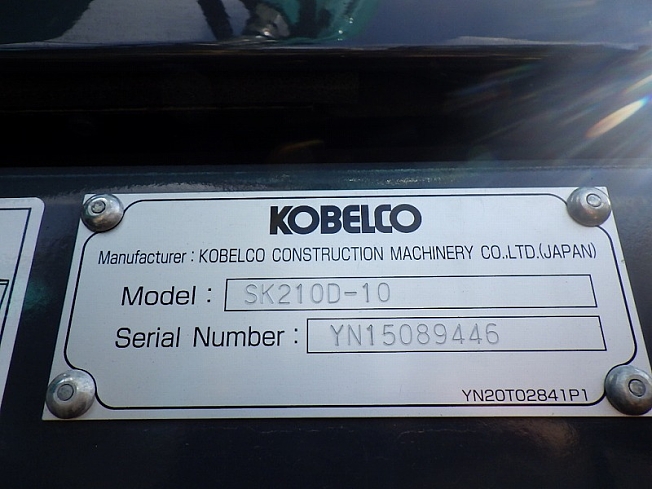 KOBELCO
Manufacturer : KOBELCO CONSTRUCTION MACHINERY CO.,LTD.(JAPAN)
Model : SK210D-10
Serial Number : YN15089446
YN20T02841P1